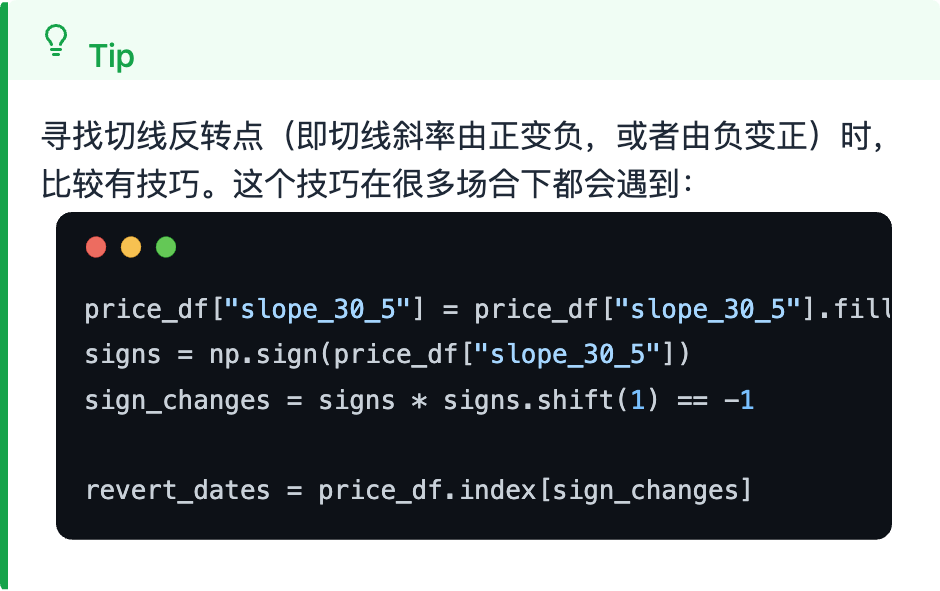 Tip
寻找切线反转点（即切线斜率由正变负，或者由负变正）时，
比较有技巧。这个技巧在很多场合下都会遇到：
price_df["slope_30_5"] = price_df["slope_30_5"].fill
signs = np.sign(price_df["slope_30_5"])
sign_changes = signs * signs.shift(1) == -1
revert_dates = price_df.index[sign_changes]